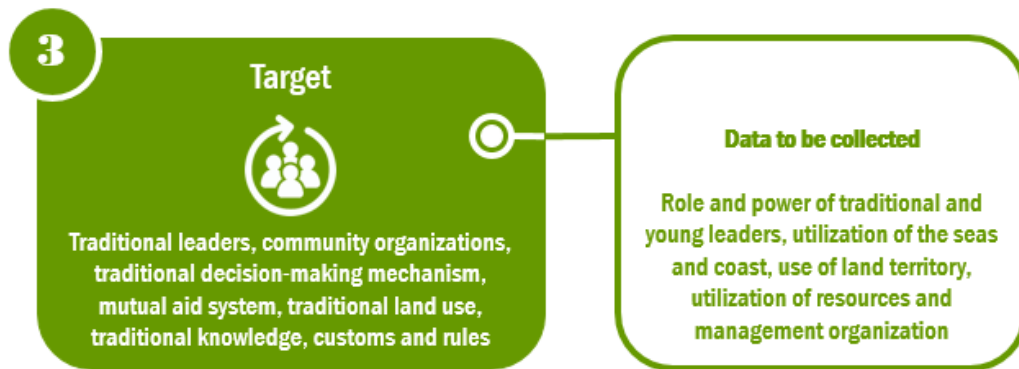 3
Target
Traditional leaders, community organizations,
traditional decision-making mechanism,
mutual aid system, traditional land use,
traditional knowledge, customs and rules
Data to be collected
Role and power of traditional and
young leaders, utilization of the seas
and coast, use of land territory,
utilization of resources and
management organization